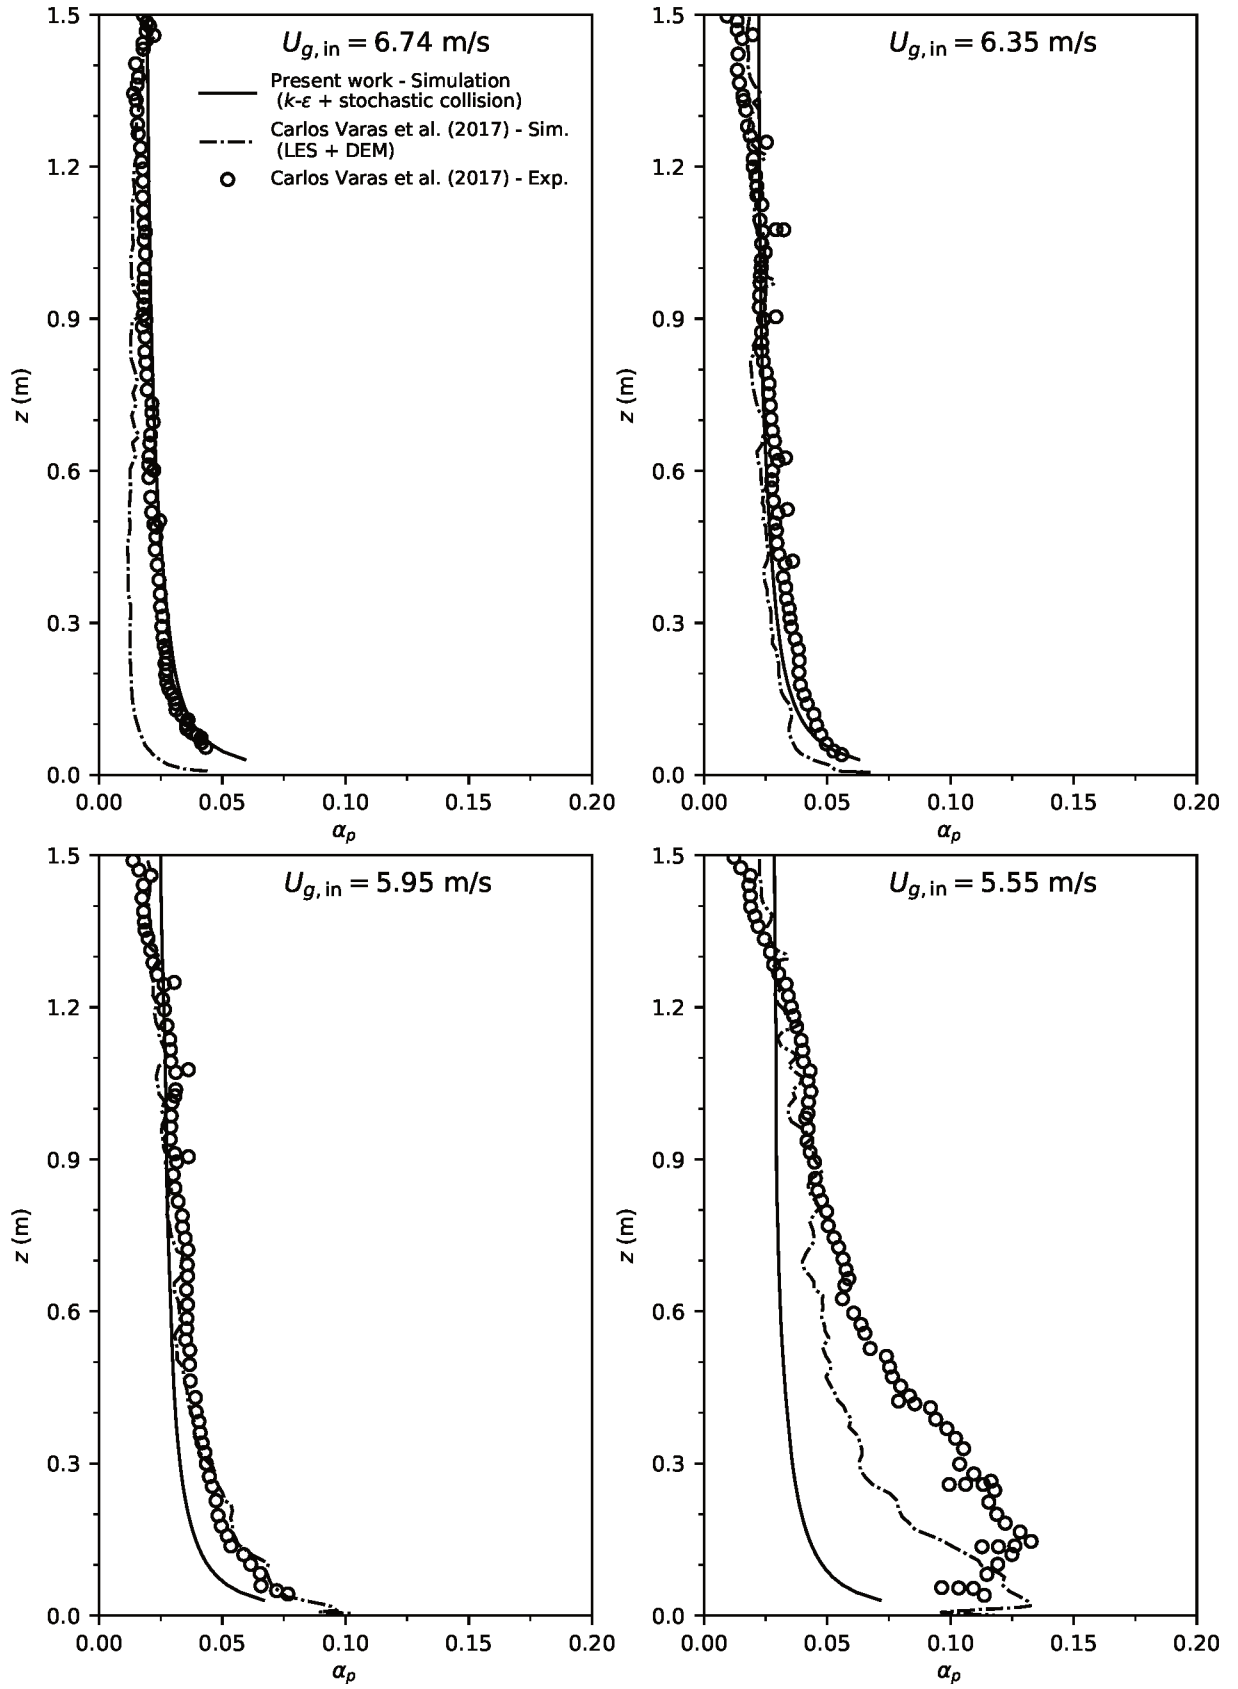 1.5
U_g, in = 6.74 m/s
Present work - Simulation
(k-ε + stochastic collision)
Carlos Varas et al. (2017) - Sim.
(LES + DEM)
Carlos Varas et al. (2017) - Exp.
1.2
0.9
z (m)
0.6
0.3
0.0
0.00 0.05 0.10 0.15 0.20
α_p
1.5
U_g, in = 6.35 m/s
1.2
0.9
z (m)
0.6
0.3
0.0
0.00 0.05 0.10 0.15 0.20
α_p
1.5
U_g, in = 5.95 m/s
1.2
0.9
z (m)
0.6
0.3
0.0
0.00 0.05 0.10 0.15 0.20
α_p
1.5
U_g, in = 5.55 m/s
1.2
0.9
z (m)
0.6
0.3
0.0
0.00 0.05 0.10 0.15 0.20
α_p